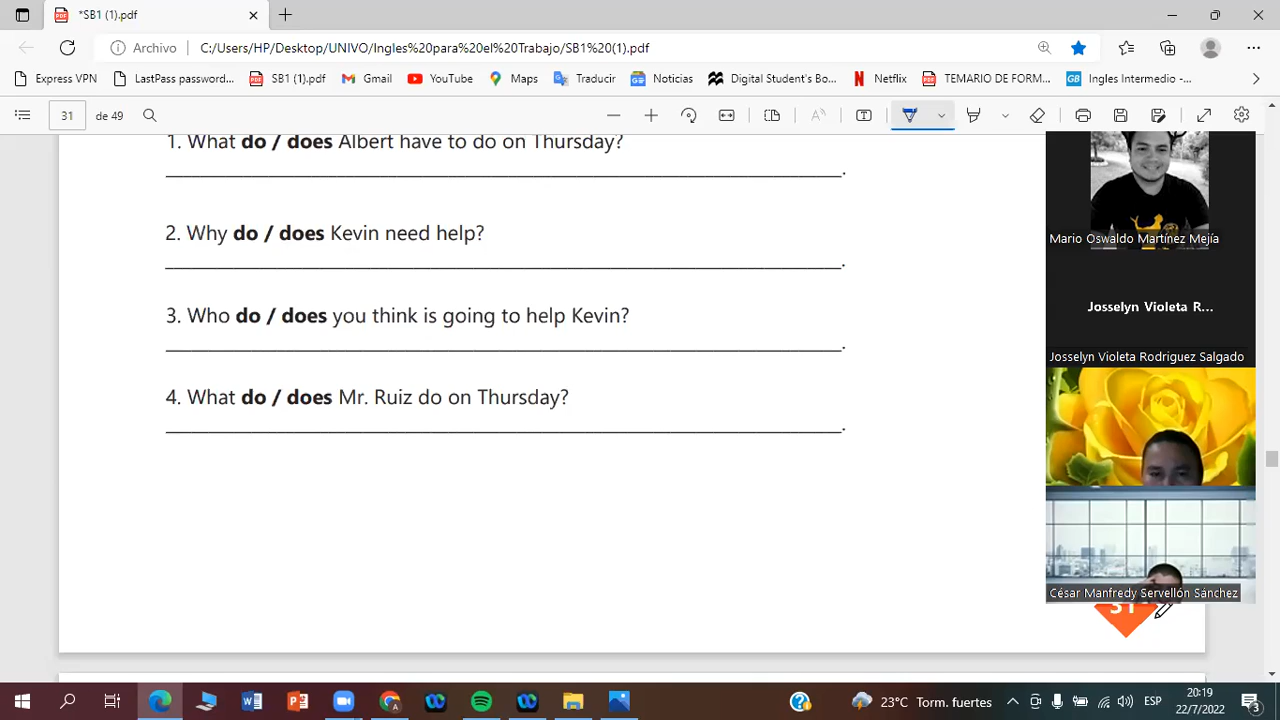 *SB1 (1).pdf
Archivo
C:/Users/HP/Desktop/UNIVO/Ingles%20para%20el%20Trabajo/SB1%20(1).pdf
Express VPN
LastPass password...
SB1 (1).pdf
Gmail
YouTube
Maps
Traducir
Noticias
Digital Student's Bo...
Netflix
TEMARIO DE FORM...
Ingles Intermedio -...
31
de 49
1. What do / does Albert have to do on Thursday?
2. Why do / does Kevin need help?
3. Who do / does you think is going to help Kevin?
4. What do / does Mr. Ruiz do on Thursday?
Mario Oswaldo Martínez Mejía
Josselyn Violeta R...
Josselyn Violeta Rodriguez Salgado
César Manfredy Servellón Sánchez
31
23°C Torm. fuertes
ESP
20:19
22/7/2022
3